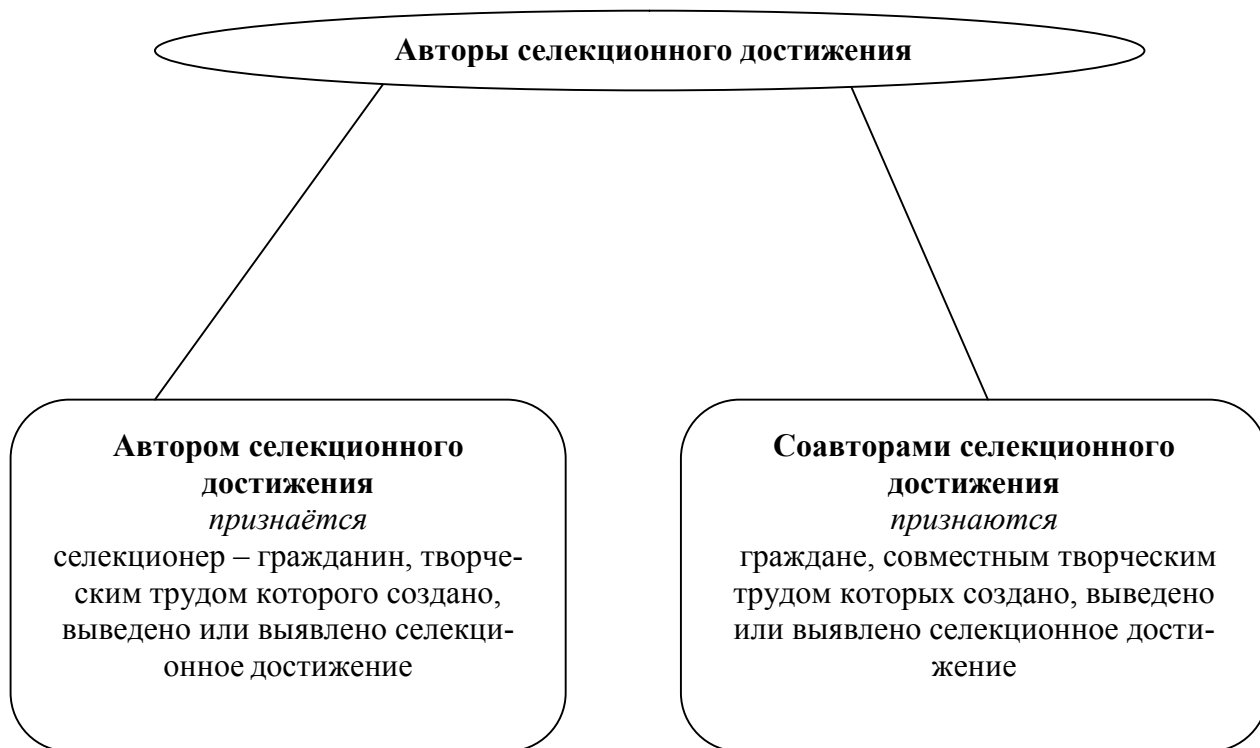 Авторы селекционного достижения
Автором селекционного
достижения
признаётся
селекционер – гражданин, творче-
ским трудом которого создано,
выведено или выявлено селекци-
онное достижение
Соавторами селекционного
достижения
признаются
граждане, совместным творческим
трудом которых создано, выведено
или выявлено селекционное дости-
жение